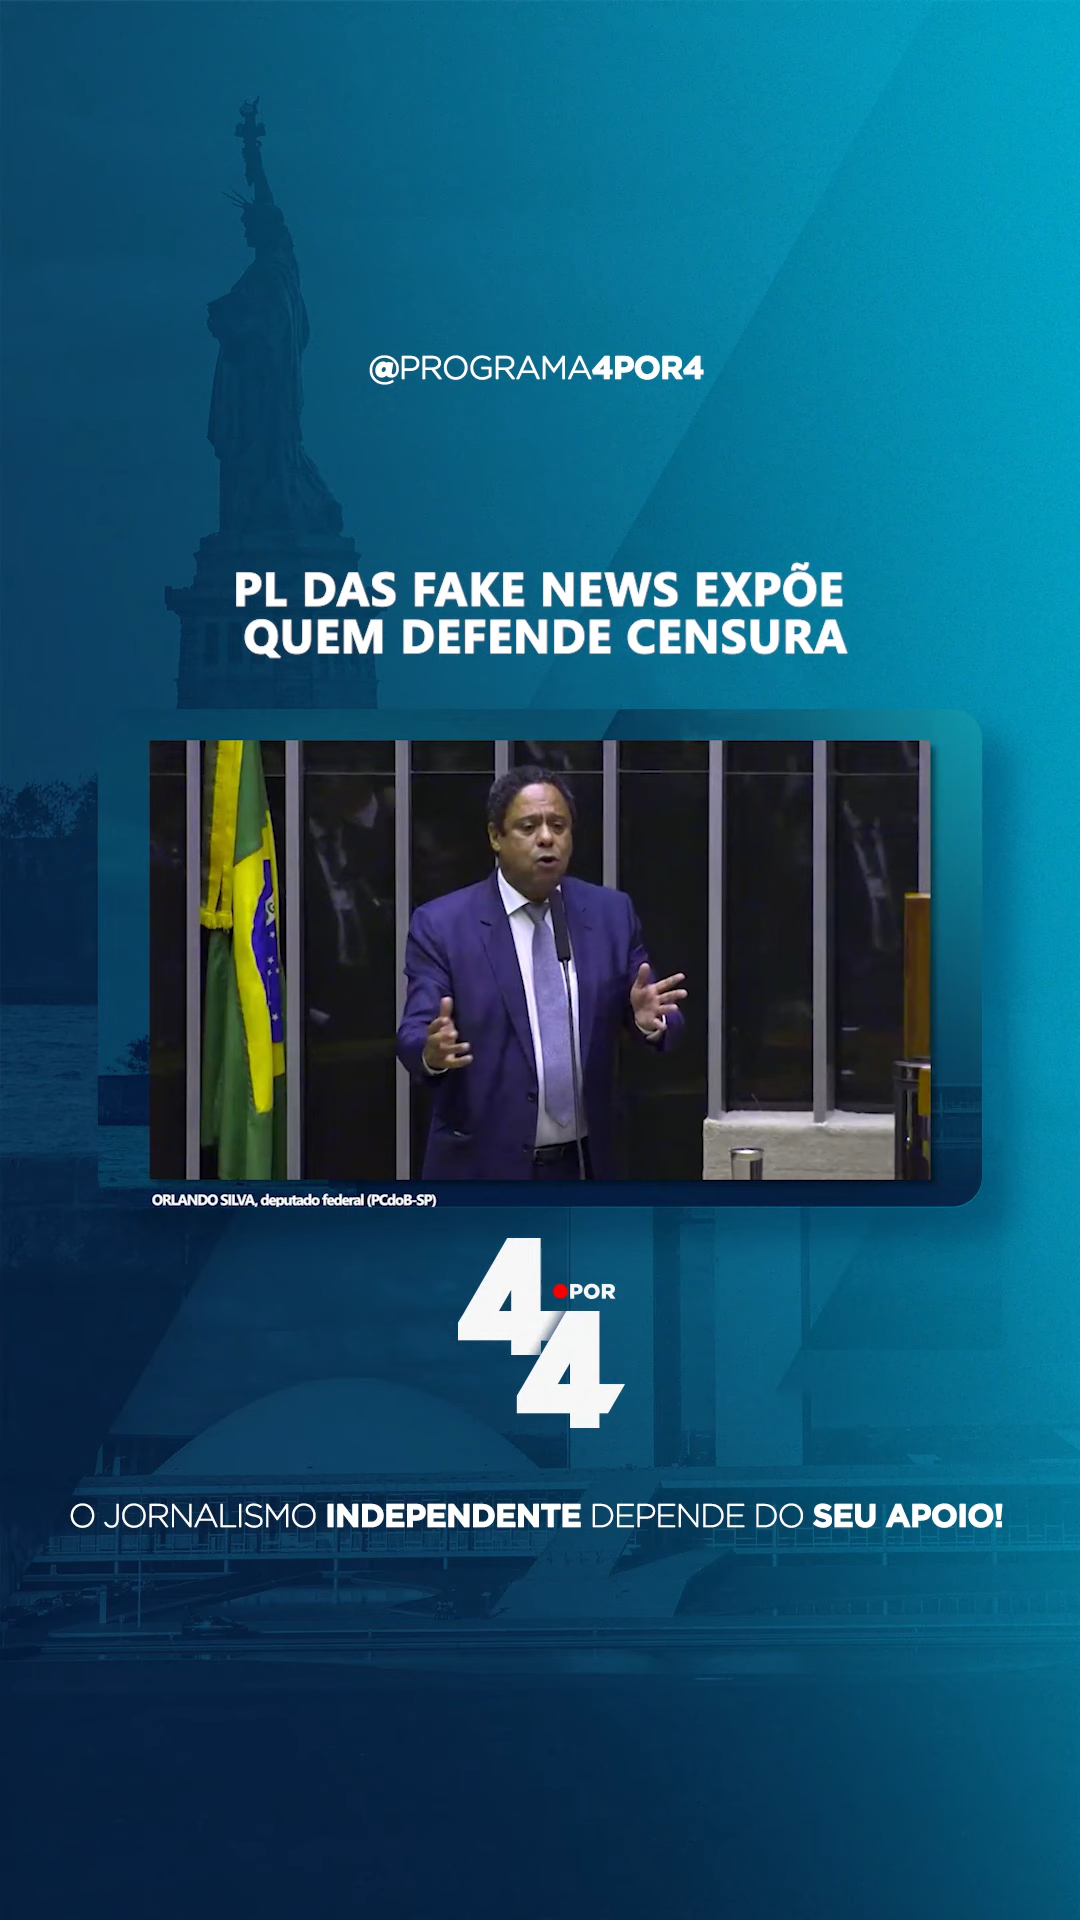 @PROGRAMA4POR4
PL DAS FAKE NEWS EXPÕE
QUEM DEFENDE CENSURA
ORLANDO SILVA, deputado federal (PCdoB-SP)
4
POR
4
O JORNALISMO INDEPENDENTE DEPENDE DO SEU APOIO!